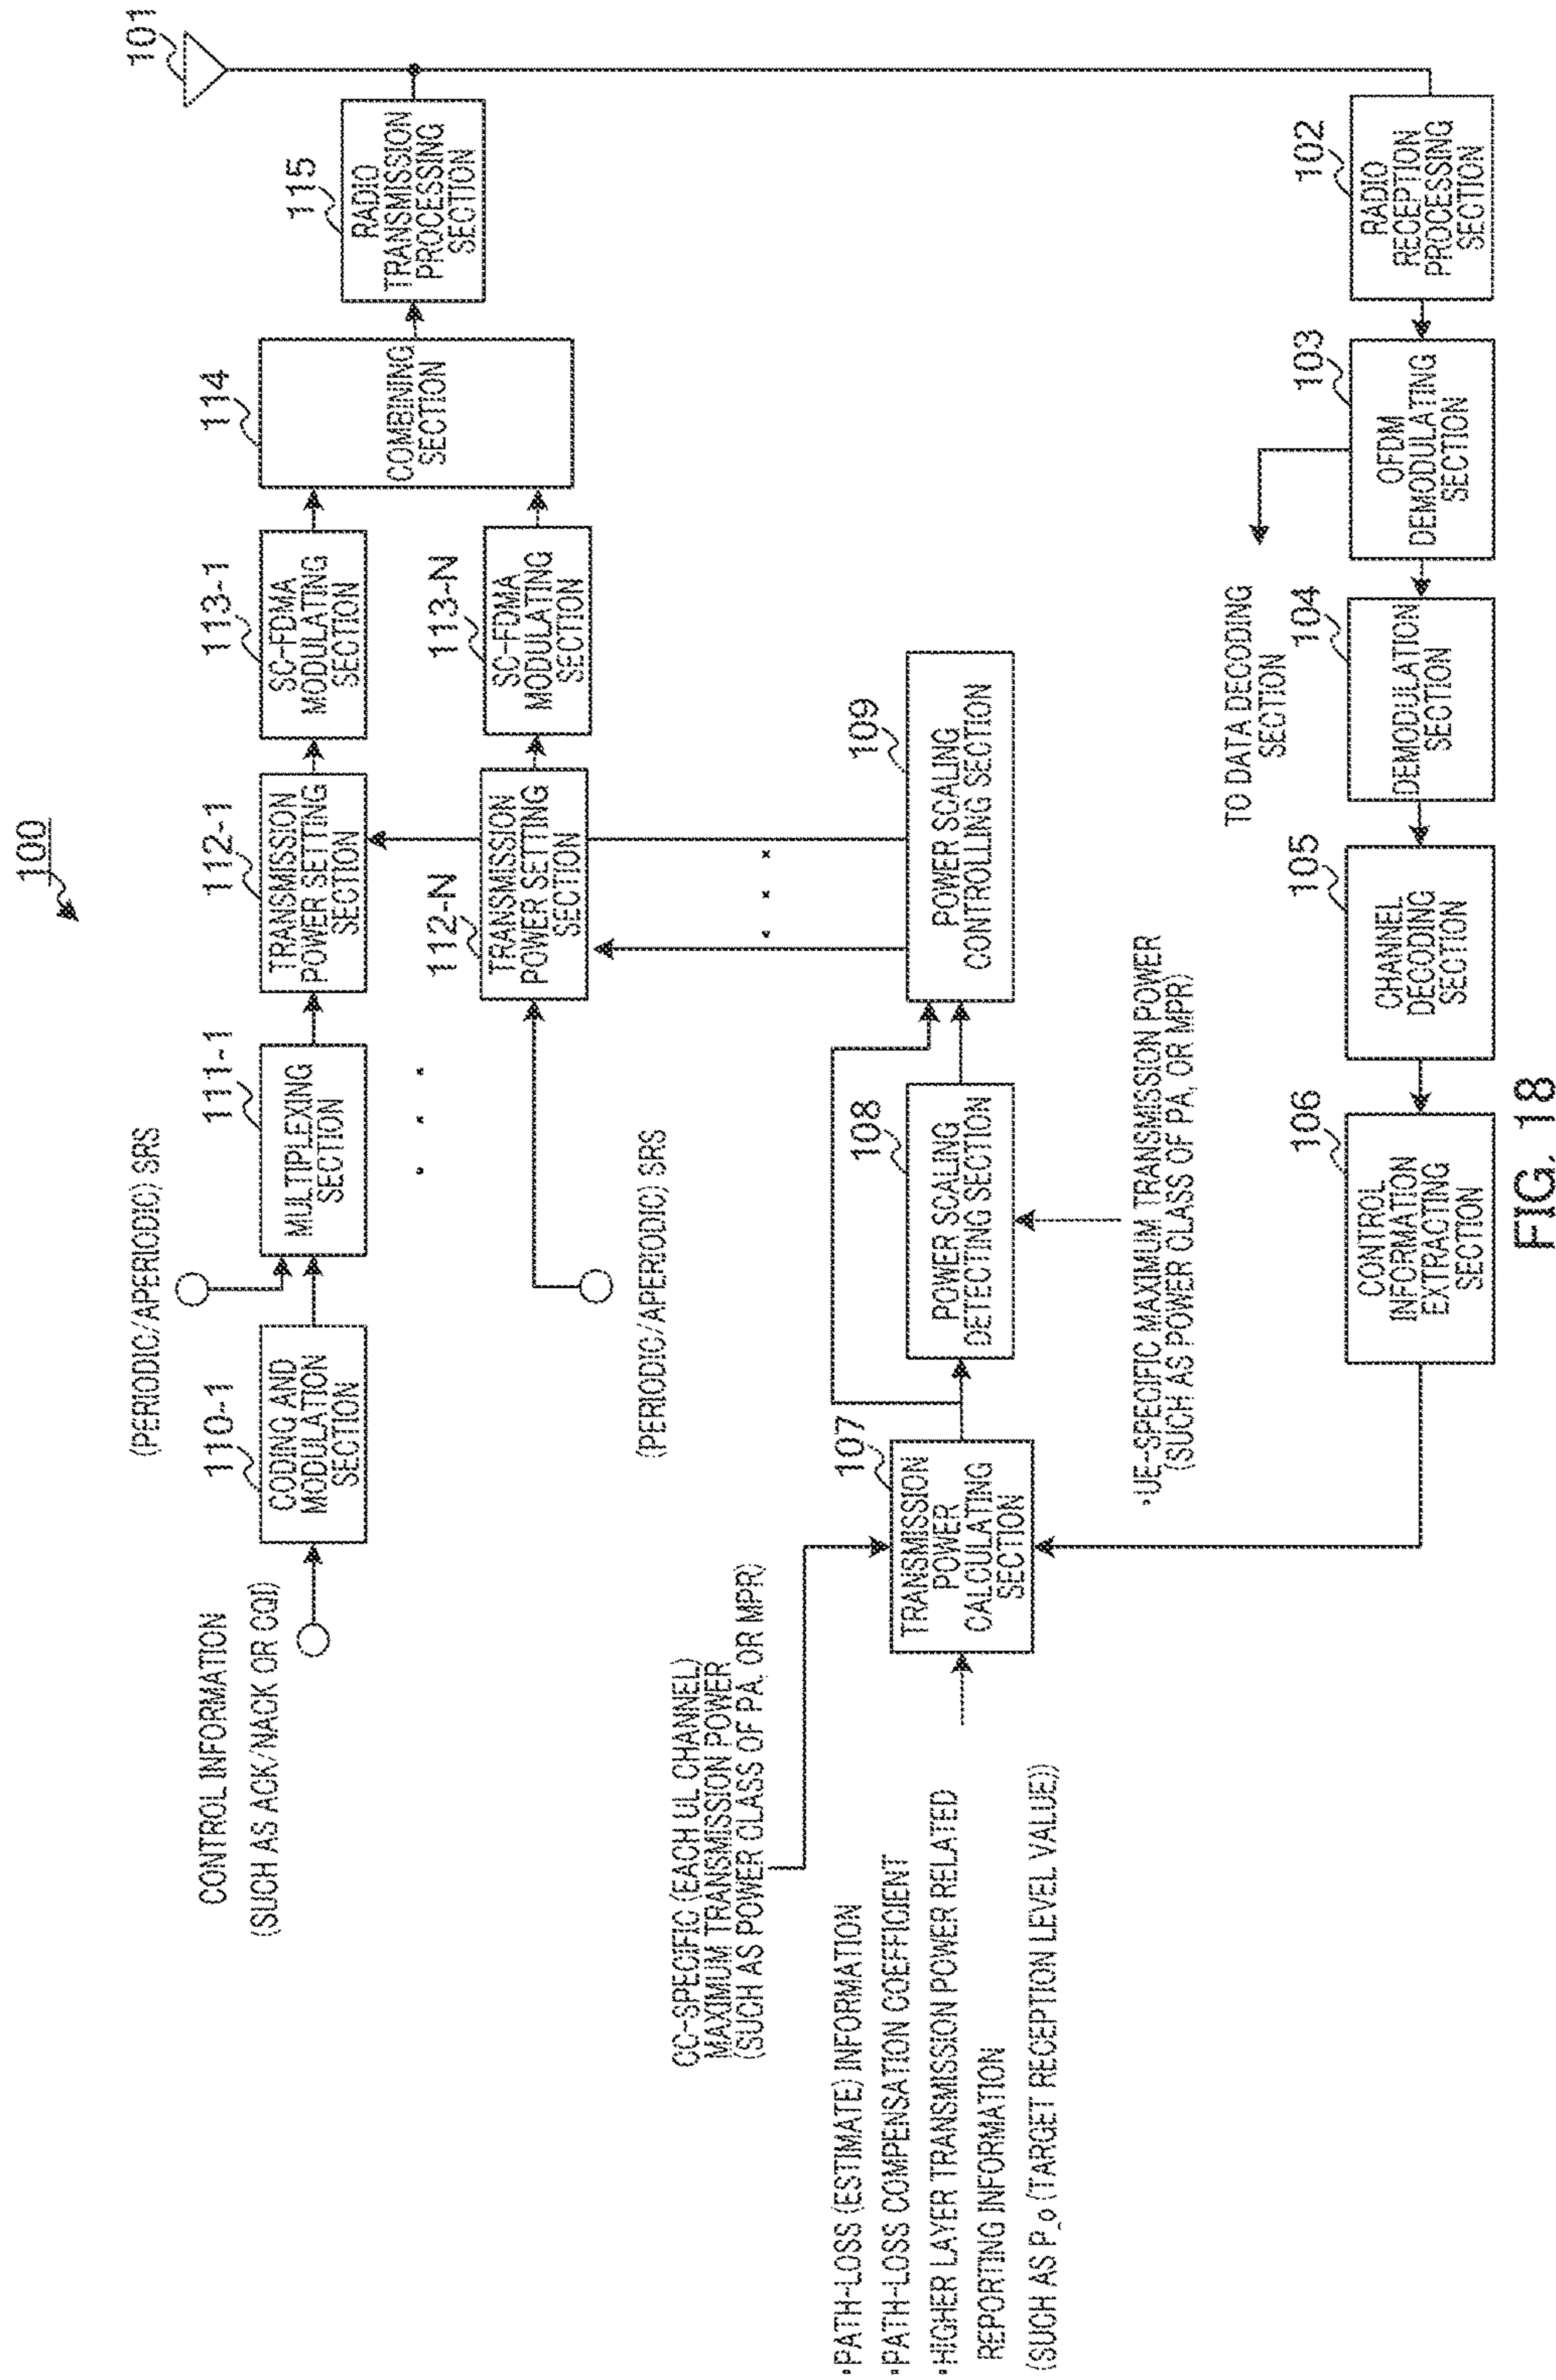 100
101
CONTROL INFORMATION
(SUCH AS ACK/NACK OR CQI)
110-1
CODING AND
MODULATION
SECTION
(PERIODIC/APERIODIC) SRS
111-1
MULTIPLEXING
SECTION
112-1
TRANSMISSION
POWER SETTING
SECTION
113-1
SC-FDMA
MODULATING
SECTION
114
COMBINING
SECTION
115
RADIO
TRANSMISSION
PROCESSING
SECTION
(PERIODIC/APERIODIC) SRS
112-N
TRANSMISSION
POWER SETTING
SECTION
113-N
SC-FDMA
MODULATING
SECTION
CC-SPECIFIC (EACH UL CHANNEL)
MAXIMUM TRANSMISSION POWER
(SUCH AS POWER CLASS OF PA, OR MPR)
•PATH-LOSS (ESTIMATE) INFORMATION
•PATH-LOSS COMPENSATION COEFFICIENT
•HIGHER LAYER TRANSMISSION POWER RELATED
REPORTING INFORMATION
(SUCH AS P_o (TARGET RECEPTION LEVEL VALUE))
107
TRANSMISSION
POWER
CALCULATING
SECTION
108
POWER SCALING
DETECTING SECTION
109
POWER SCALING
CONTROLLING SECTION
•UE-SPECIFIC MAXIMUM TRANSMISSION POWER
(SUCH AS POWER CLASS OF PA, OR MPR)
TO DATA DECODING
SECTION
106
CONTROL
INFORMATION
EXTRACTING
SECTION
105
CHANNEL
DECODING
SECTION
104
DEMODULATION
SECTION
103
OFDM
DEMODULATING
SECTION
102
RADIO
RECEPTION
PROCESSING
SECTION
FIG. 18